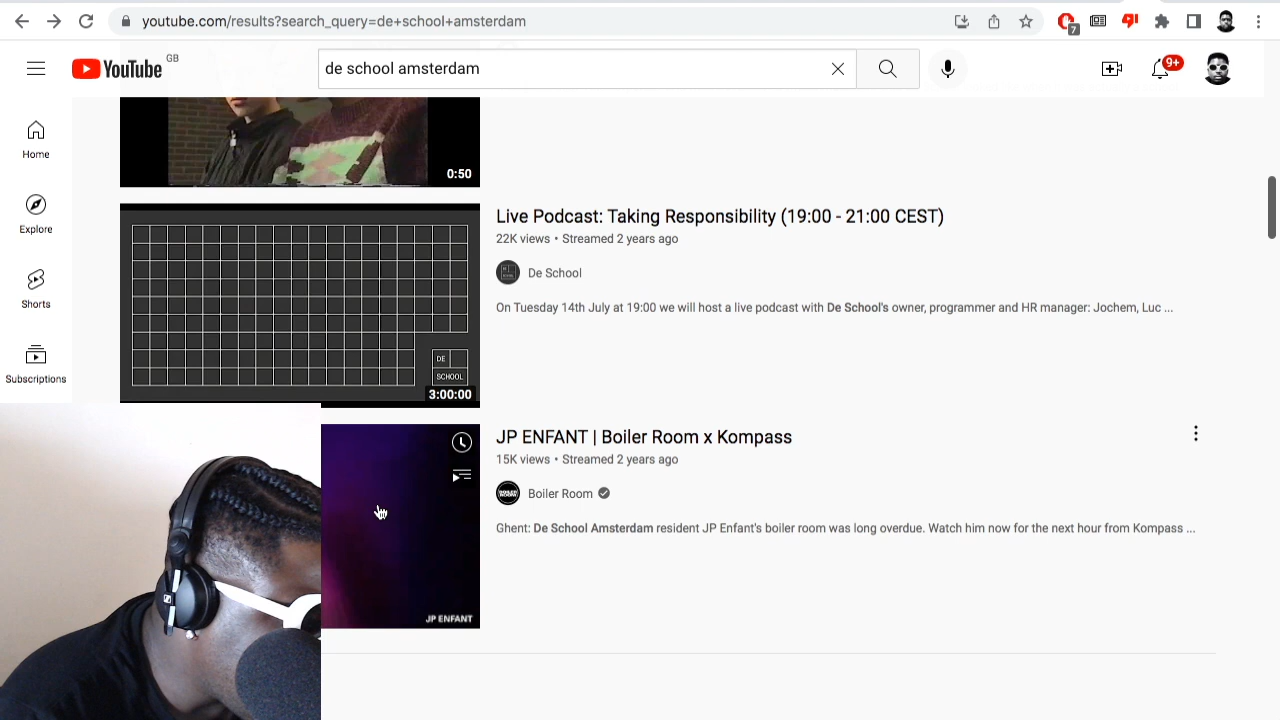 youtube.com/results?search_query=de+school+amsterdam
7
YouTube GB
de school amsterdam
9+
Home
Explore
Shorts
Subscriptions
0:50
Live Podcast: Taking Responsibility (19:00 - 21:00 CEST)
22K views • Streamed 2 years ago
De School
On Tuesday 14th July at 19:00 we will host a live podcast with De School's owner, programmer and HR manager: Jochem, Luc ...
DE
SCHOOL
3:00:00
JP ENFANT | Boiler Room x Kompass
15K views • Streamed 2 years ago
Boiler Room
Ghent: De School Amsterdam resident JP Enfant's boiler room was long overdue. Watch him now for the next hour from Kompass ...
JP ENFANT